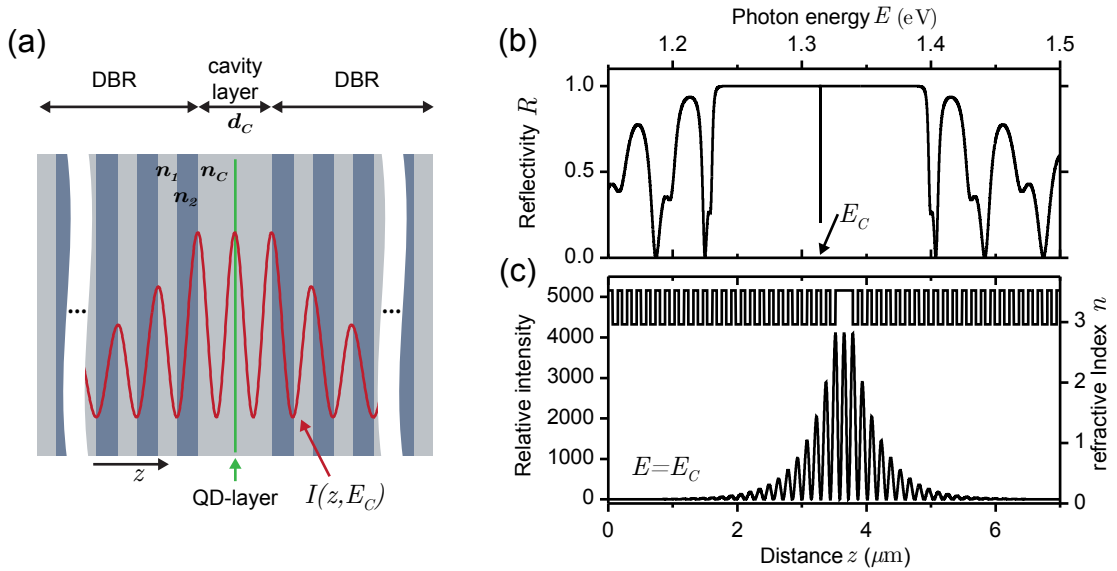 (a)
DBR
cavity
layer
DBR
d_C
n_1
n_C
n_2
...
...
z
QD-layer
I(z,E_C)
(b)
Photon energy E (eV)
1.2
1.3
1.4
1.5
Reflectivity R
1.0
0.5
0.0
E_C
(c)
Relative intensity
5000
4000
3000
2000
1000
0
refractive Index n
3
2
1
0
E=E_C
0
2
4
6
Distance z (μm)